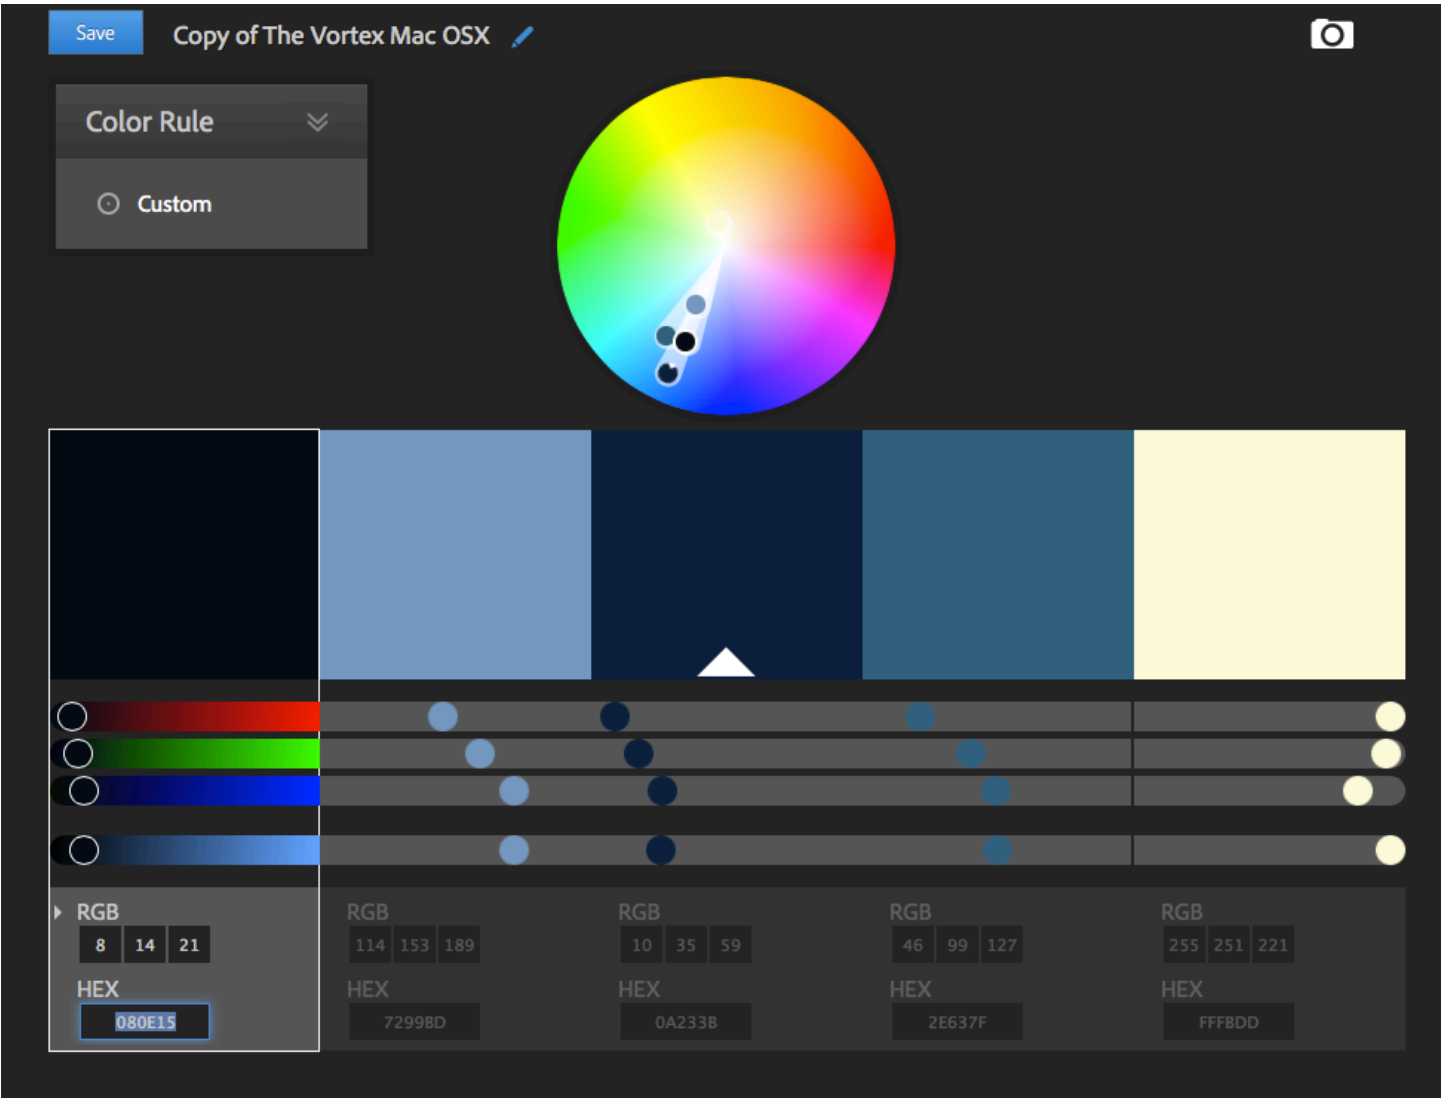 Save
Copy of The Vortex Mac OSX
Color Rule
Custom
RGB RGB RGB RGB RGB
8 14 21 114 153 189 10 35 59 46 99 127 255 251 221
HEX HEX HEX HEX HEX
080E15 7299BD 0A233B 2E637F FFFBDD